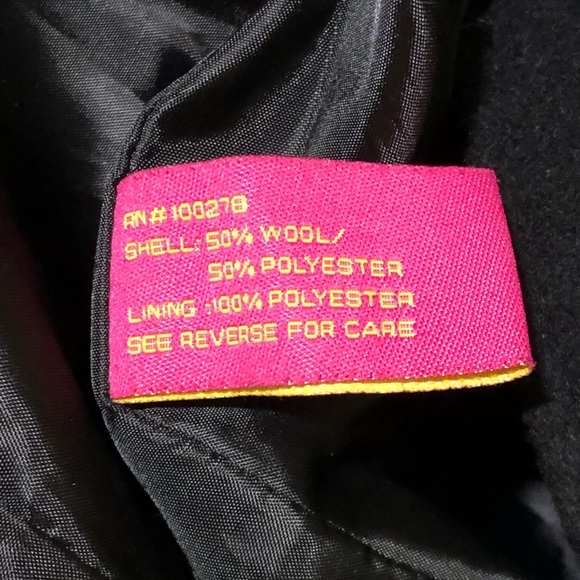 RN#100278
SHELL: 50% WOOL/
50% POLYESTER
LINING :100% POLYESTER
SEE REVERSE FOR CARE